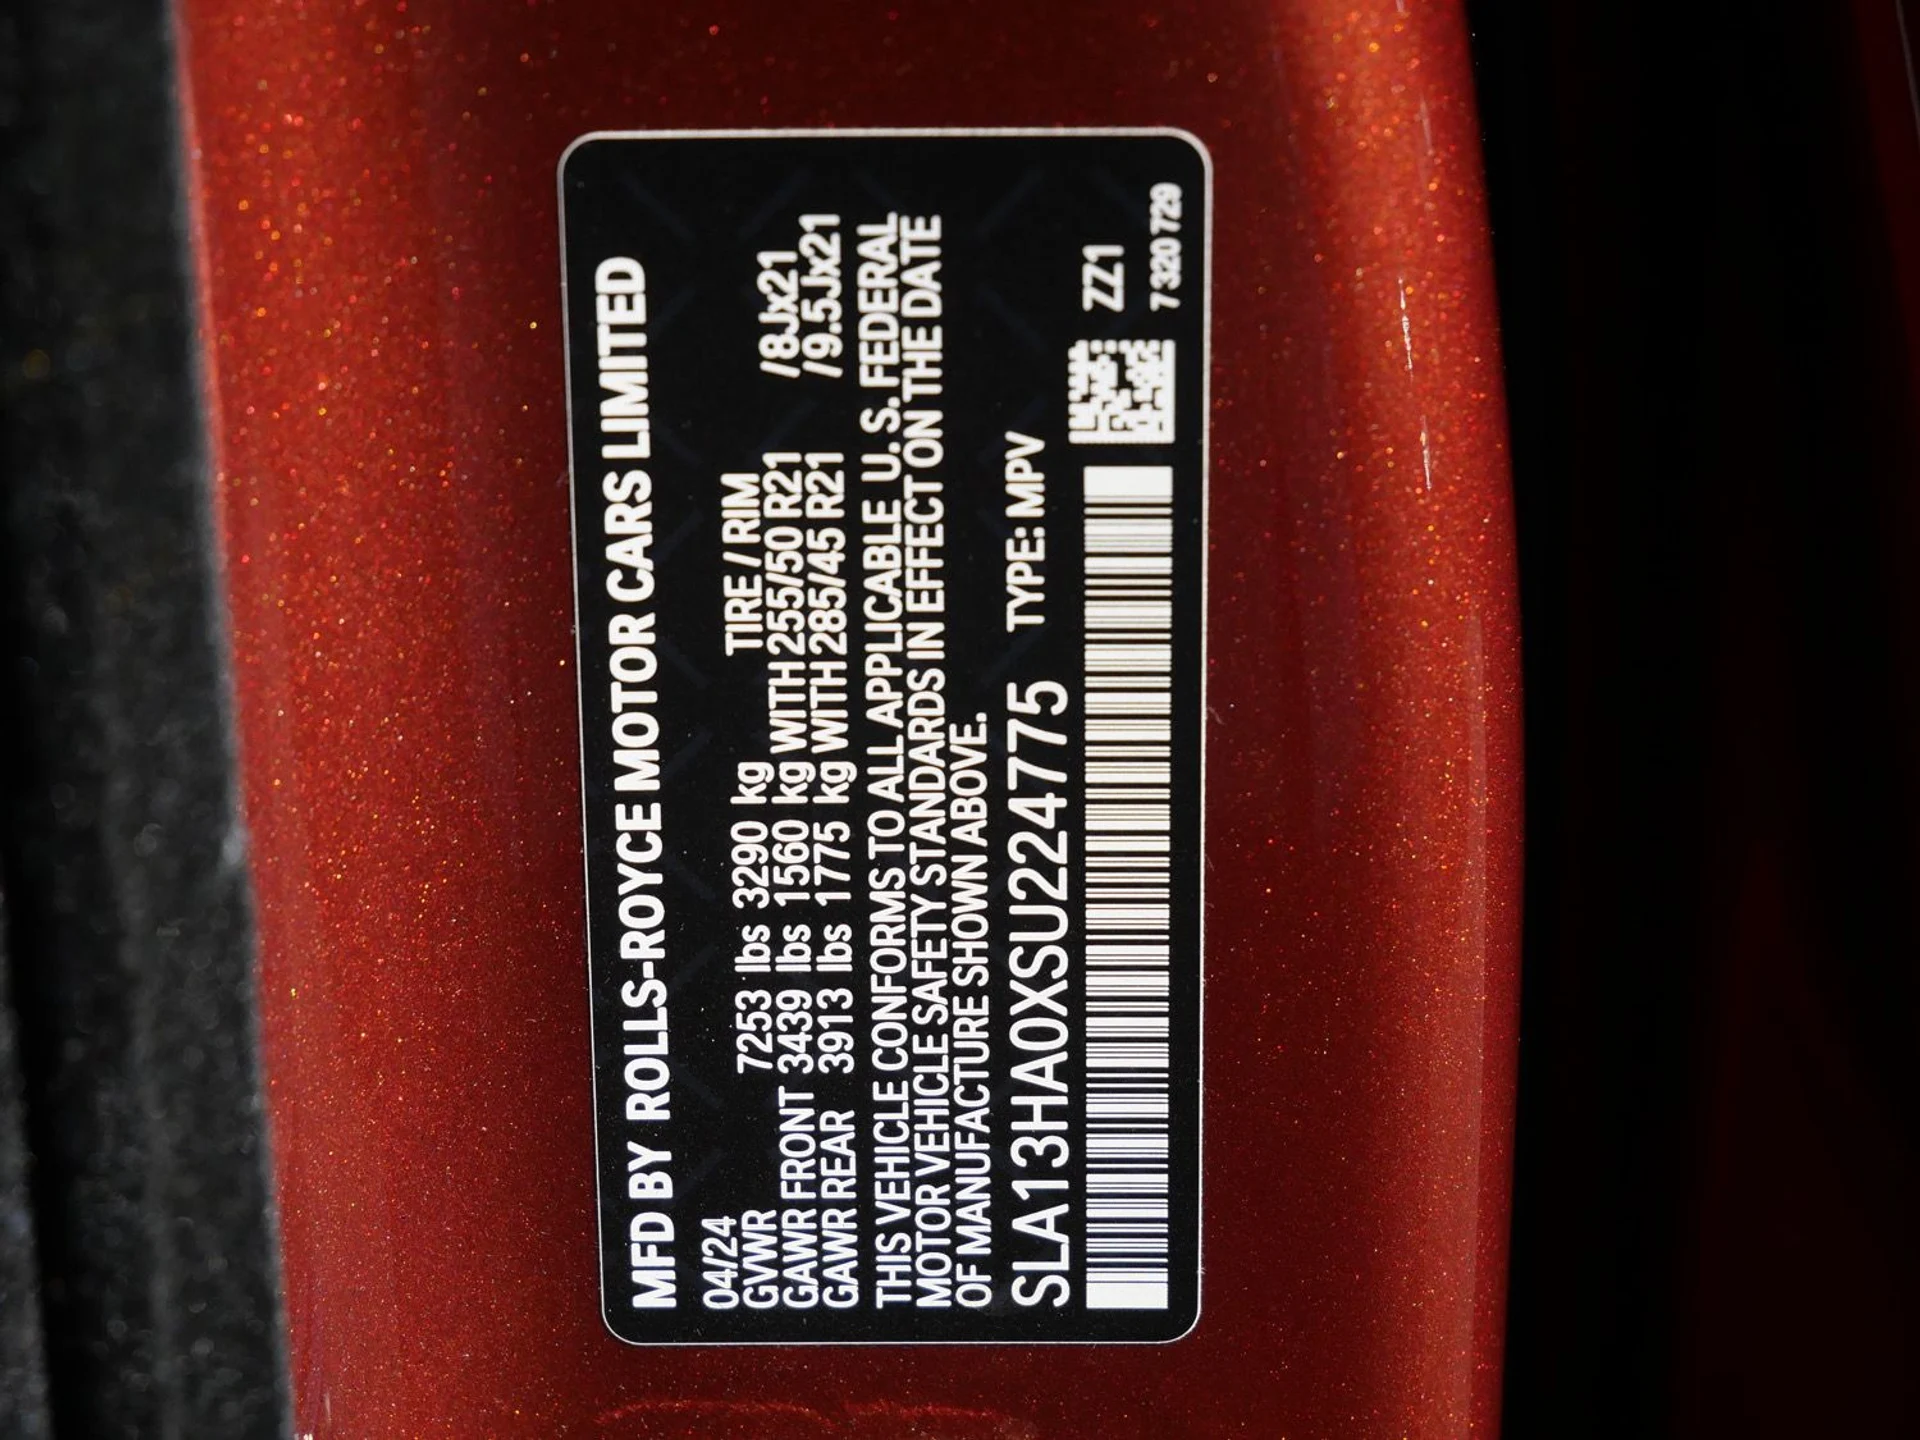 MFD BY ROLLS-ROYCE MOTOR CARS LIMITED
04/24
GVWR 7253 lbs 3290 kg TIRE / RIM
GAWR FRONT 3439 lbs 1560 kg WITH 255/50 R21 /8Jx21
GAWR REAR 3913 lbs 1775 kg WITH 285/45 R21 /9.5Jx21
THIS VEHICLE CONFORMS TO ALL APPLICABLE U. S. FEDERAL
MOTOR VEHICLE SAFETY STANDARDS IN EFFECT ON THE DATE
OF MANUFACTURE SHOWN ABOVE.
SLA13HA0XSU224775 TYPE: MPV
ZZ1
7 320 729